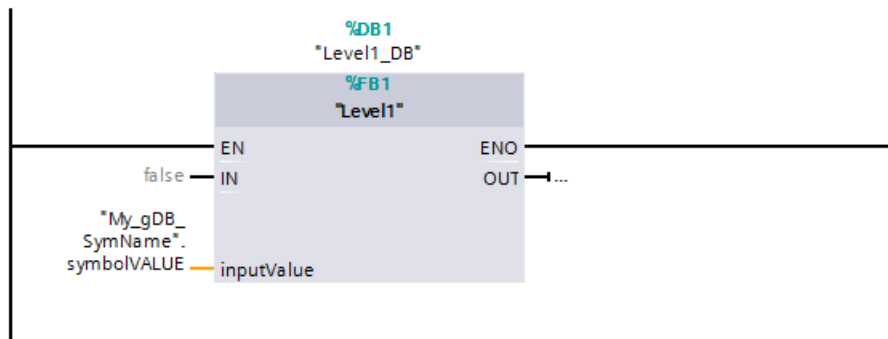 %DB1
"Level1_DB"
%FB1
"Level1"
EN ENO
false IN OUT ...
"My_gDB_
SymName".
symbolVALUE inputValue